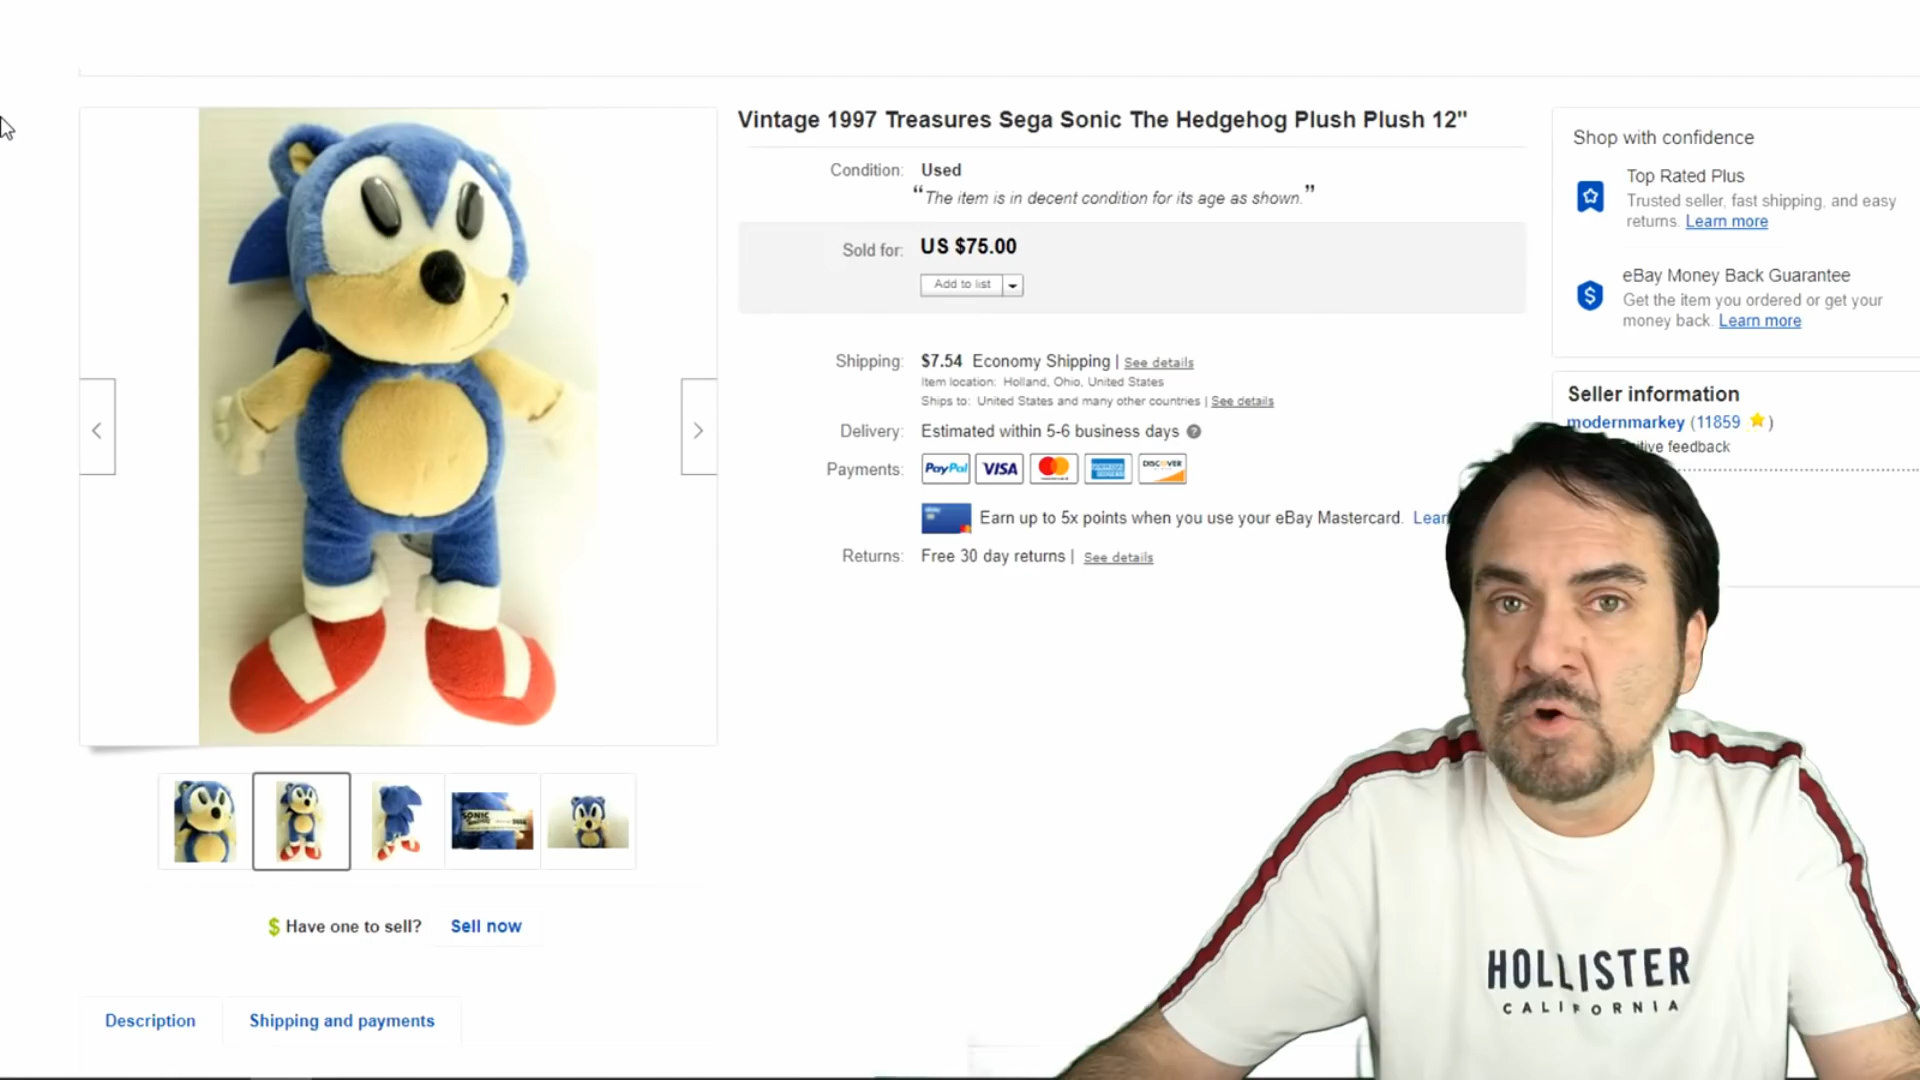 Vintage 1997 Treasures Sega Sonic The Hedgehog Plush Plush 12"
Condition: Used
“The item is in decent condition for its age as shown.”
Sold for: US $75.00
Add to list
Shipping: $7.54 Economy Shipping | See details
Item location: Holland, Ohio, United States
Ships to: United States and many other countries | See details
Delivery: Estimated within 5-6 business days ?
Payments: PayPal VISA DISCOVER
Earn up to 5x points when you use your eBay Mastercard. Lear
Returns: Free 30 day returns | See details
Shop with confidence
Top Rated Plus
Trusted seller, fast shipping, and easy
returns. Learn more
$
eBay Money Back Guarantee
Get the item you ordered or get your
money back. Learn more
Seller information
modernmarkey (11859 )
itive feedback
SONIC
$ Have one to sell? Sell now
Description
Shipping and payments
HOLLISTER
CALIFORNIA